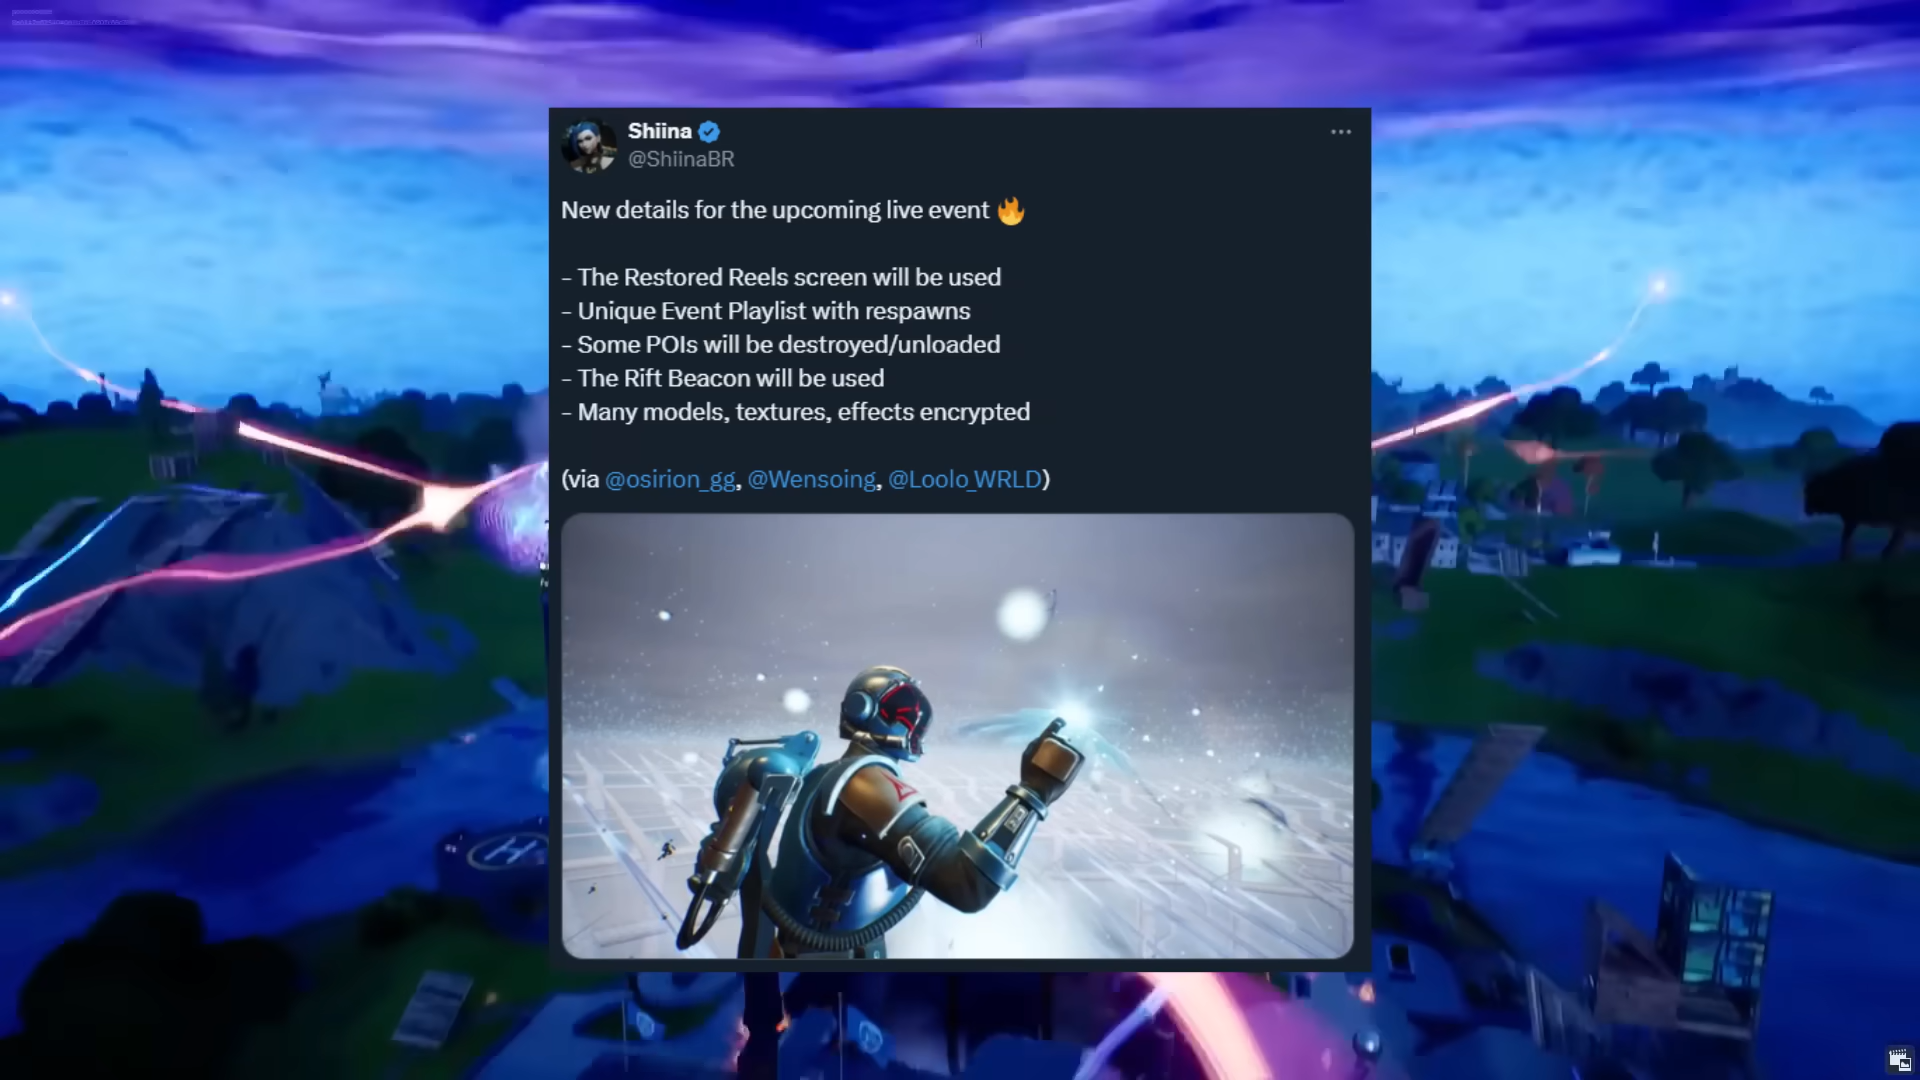 Shiina
@ShiinaBR
New details for the upcoming live event 🔥
- The Restored Reels screen will be used
- Unique Event Playlist with respawns
- Some POIs will be destroyed/unloaded
- The Rift Beacon will be used
- Many models, textures, effects encrypted
(via @osirion_gg, @Wensoing, @Loolo_WRLD)